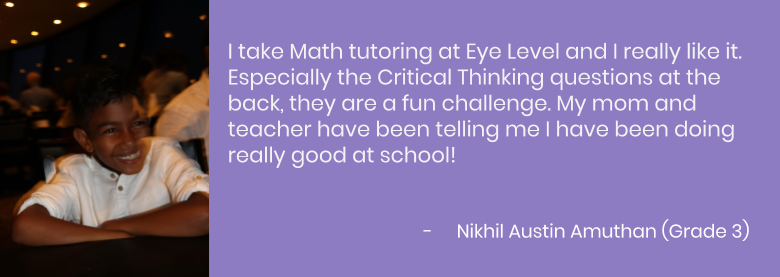 I take Math tutoring at Eye Level and I really like it.
Especially the Critical Thinking questions at the
back, they are a fun challenge. My mom and
teacher have been telling me I have been doing
really good at school!
- Nikhil Austin Amuthan (Grade 3)